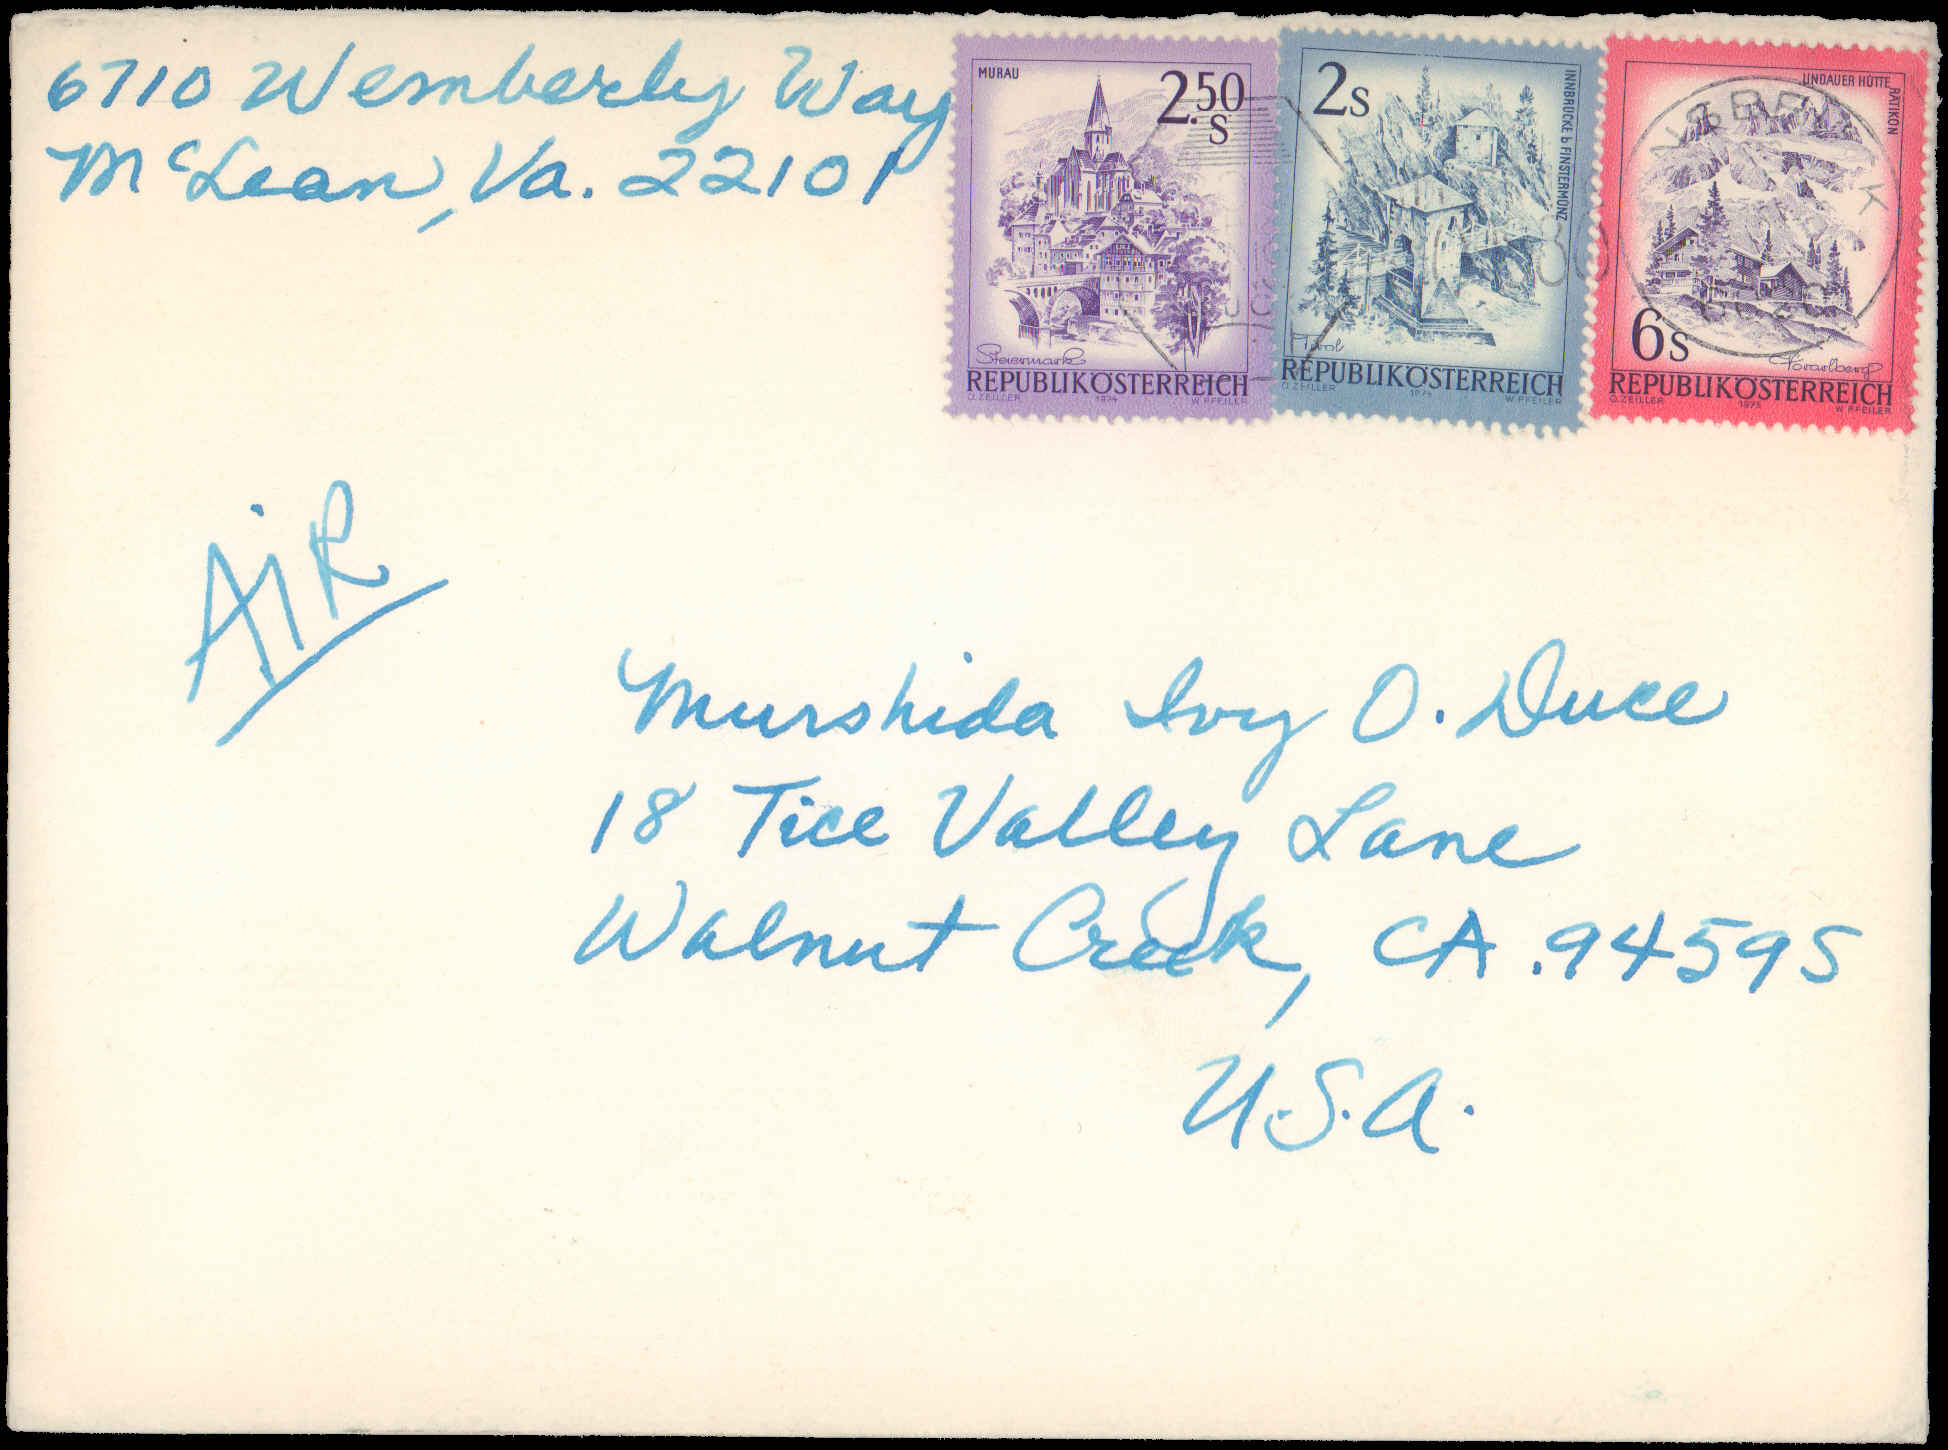 6710 Wemberly Way
McLean, Va. 22101
MURAU
2.50
S
Steiermark
REPUBLIK ÖSTERREICH
O.ZEILLER 1974 W.PFEILER
2S
INNBRÜCKE b FINSTERMÜNZ
Tirol
REPUBLIK ÖSTERREICH
O.ZEILLER 1974 W.PFEILER
LINDAUER HÜTTE
RÄTIKON
6S
Vorarlberg
REPUBLIK ÖSTERREICH
O.ZEILLER 1975 W.PFEILER
AiR
Murshida Ivy O. Duce
18 Tice Valley Lane
Walnut Creek, CA. 94595
U.S.A.